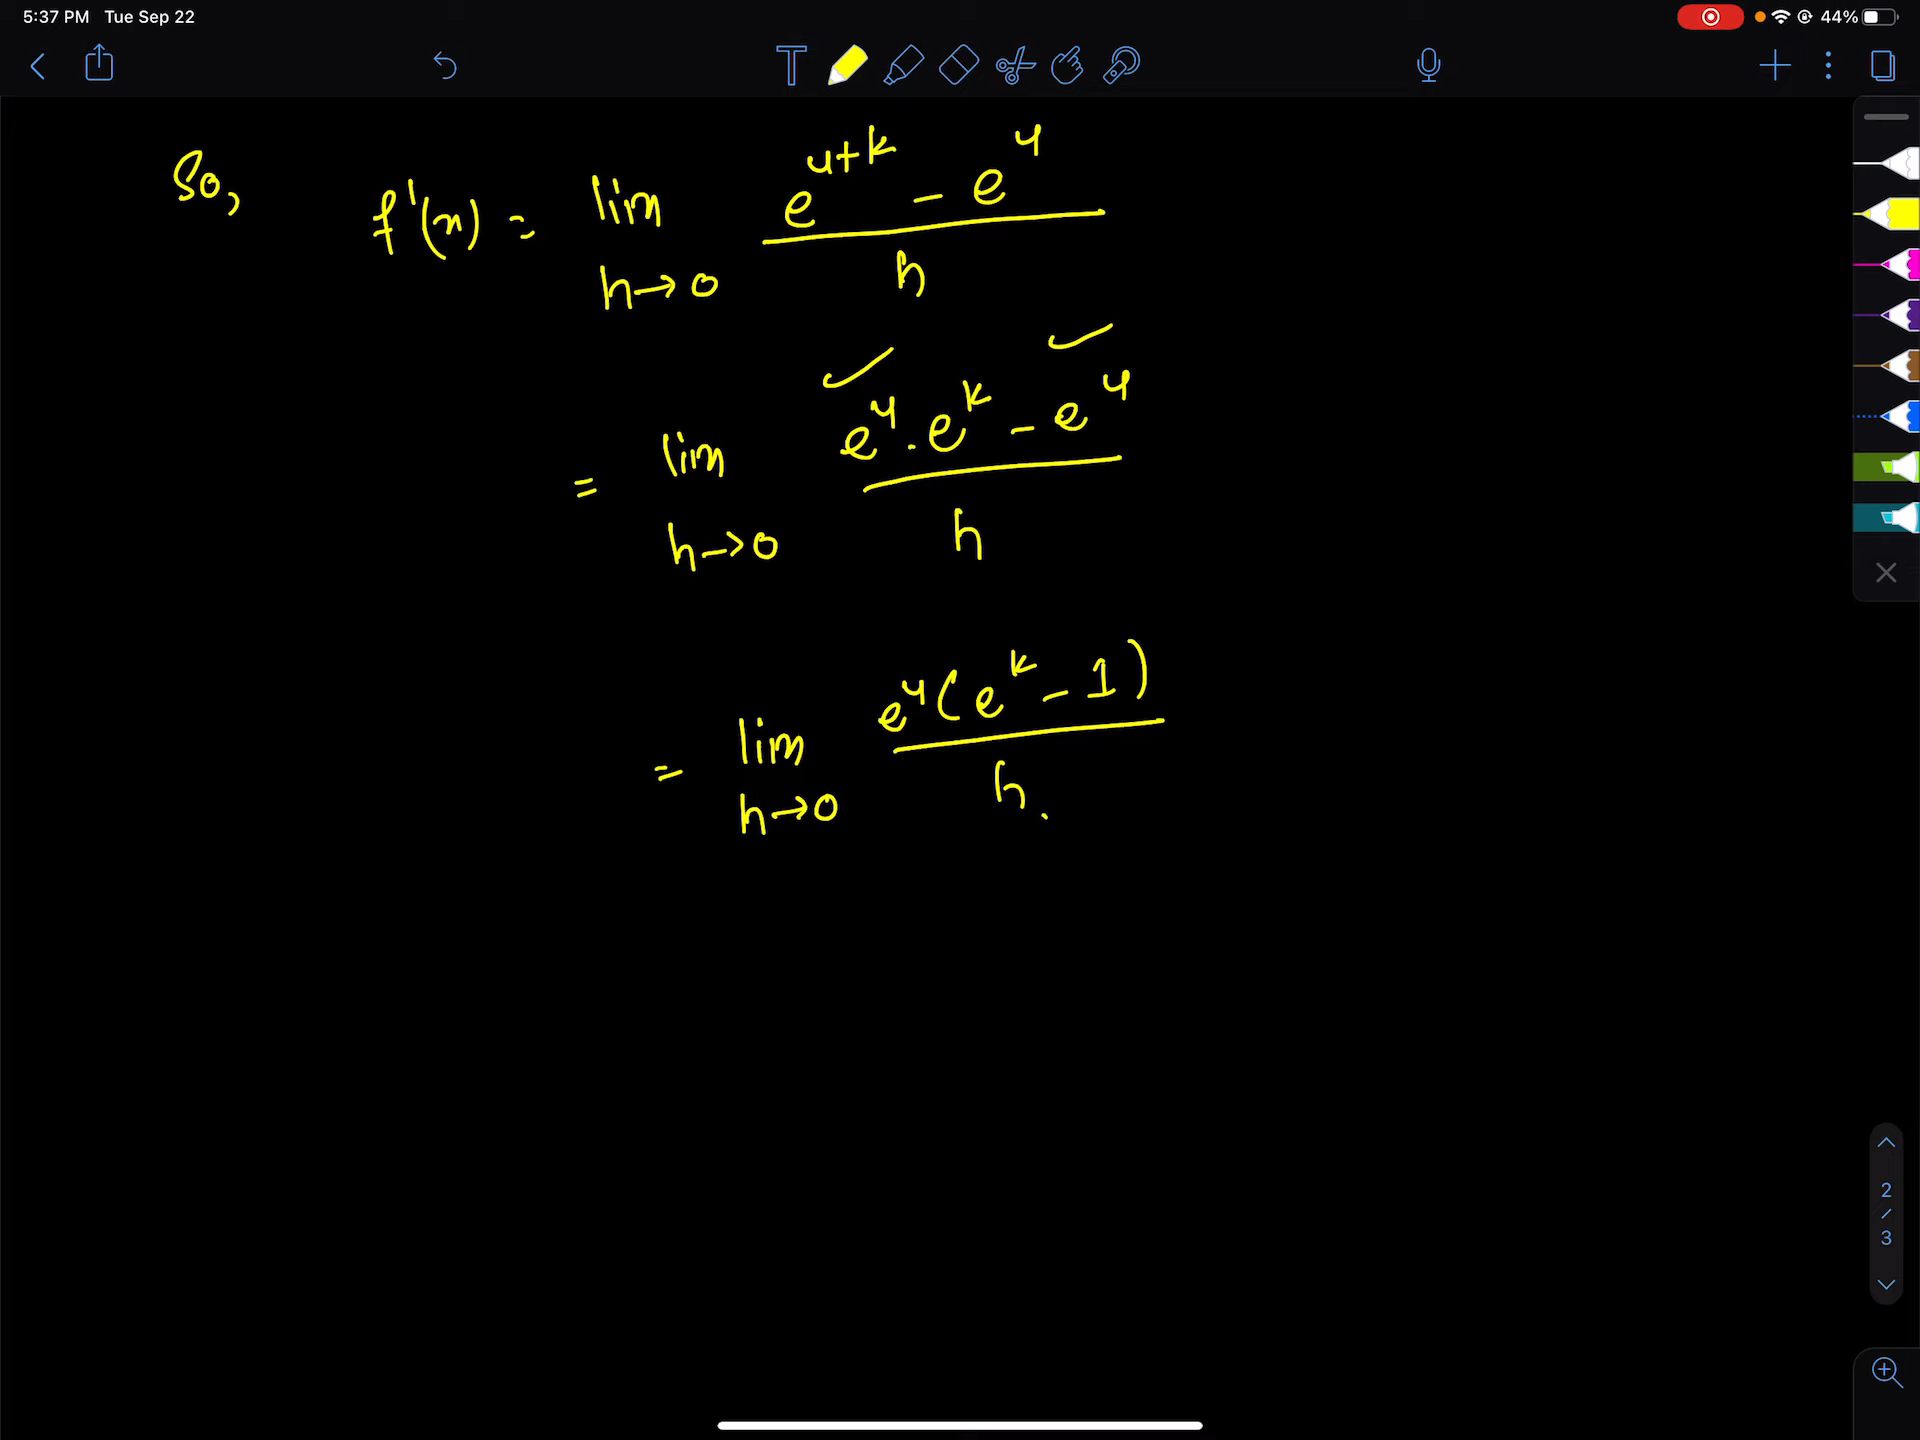 5:37 PM Tue Sep 22 44%
So, f'(x) = lim h→0 (e^(u+k) - e^u)/h
= lim h→0 (e^u · e^k - e^u)/h
= lim h→0 (e^u(e^k - 1))/h.
2
/
3